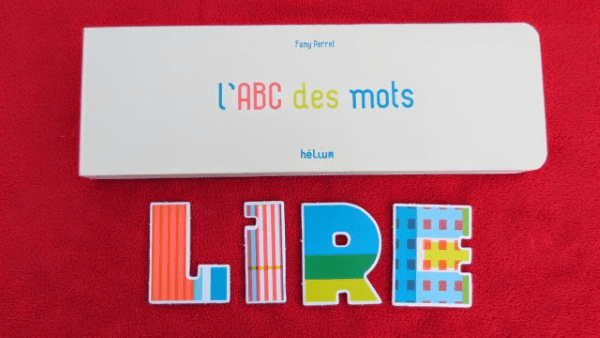 Fany Perret
l'ABC des mots
hélium
LIRE